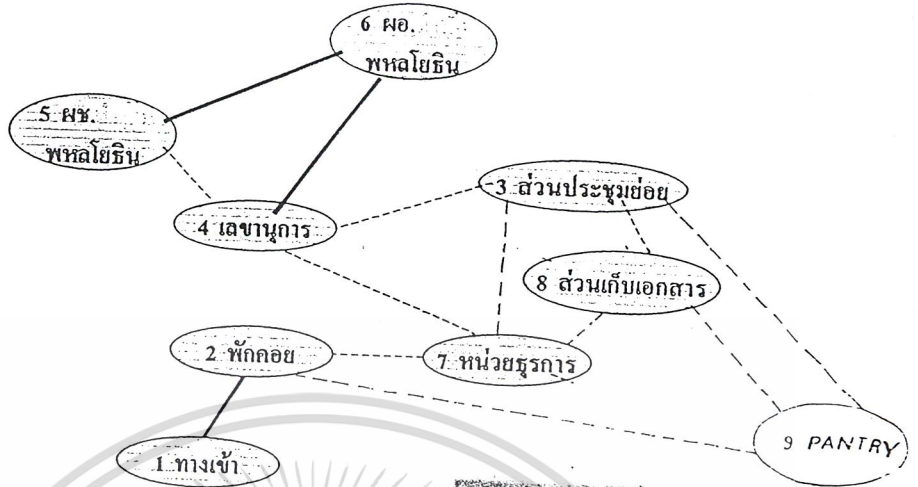 6 ผอ.
พหลโยธิน
5 ผช.
พหลโยธิน
3 ส่วนประชุมย่อย
4 เลขานุการ
8 ส่วนเก็บเอกสาร
2 พักคอย
7 หน่วยธุรการ
9 PANTRY
1 ทางเข้า